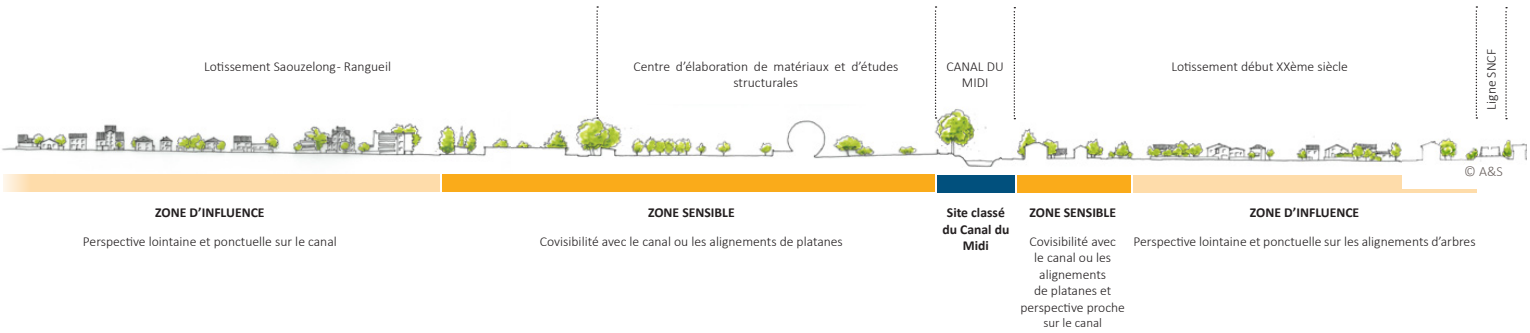 Lotissement Saouzelong - Rangueil
Centre d'élaboration de matériaux et d'études
structurales
CANAL DU
MIDI
Lotissement début XXème siècle
Ligne SNCF
© A&S
ZONE D'INFLUENCE
Perspective lointaine et ponctuelle sur le canal
ZONE SENSIBLE
Covisibilité avec le canal ou les alignements de platanes
Site classé
du Canal du
Midi
ZONE SENSIBLE
Covisibilité avec
le canal ou les
alignements
de platanes et
perspective proche
sur le canal
ZONE D'INFLUENCE
Perspective lointaine et ponctuelle sur les alignements d'arbres